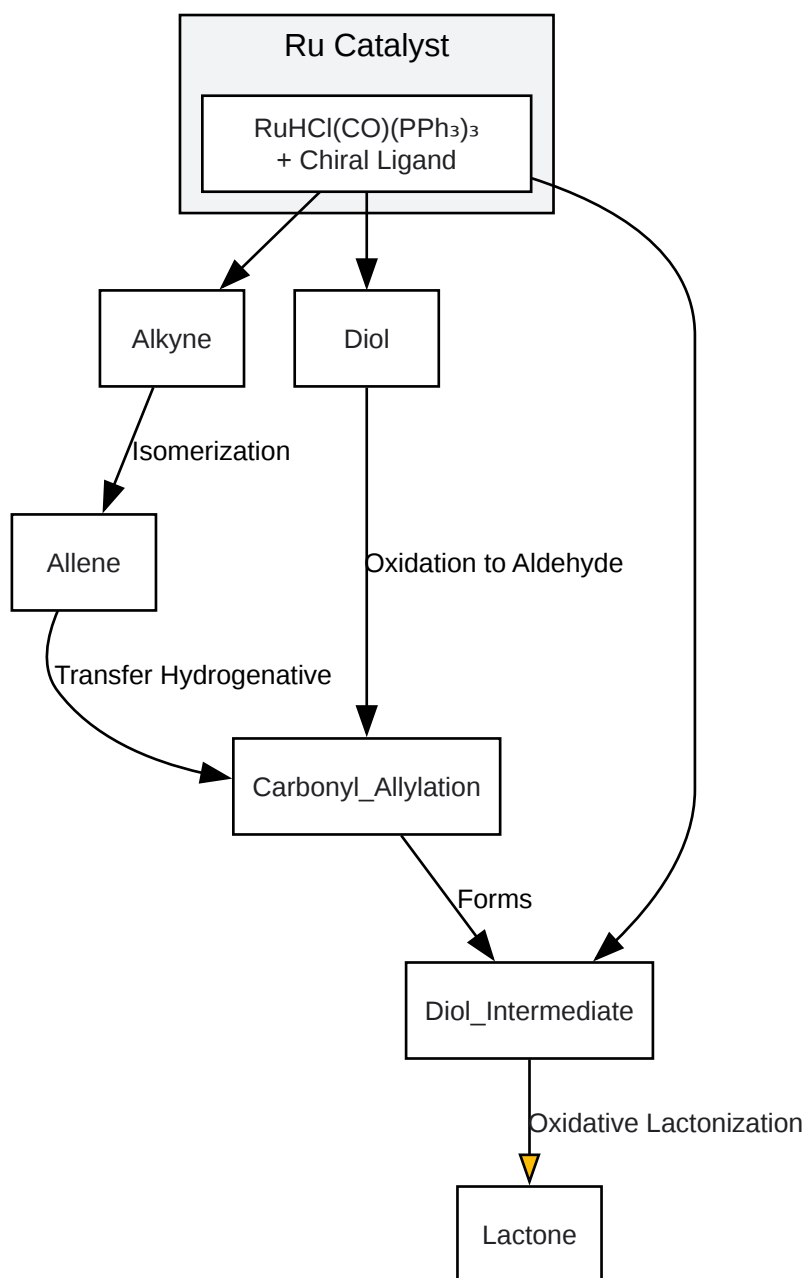 Ru Catalyst
RuHCl(CO)(PPh₃)₃
+ Chiral Ligand
Alkyne
Diol
Isomerization
Allene
Oxidation to Aldehyde
Transfer Hydrogenative
Carbonyl_Allylation
Forms
Diol_Intermediate
Oxidative Lactonization
Lactone